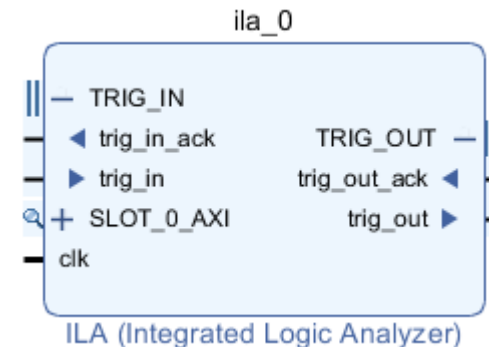 ila_0
TRIG_IN
trig_in_ack
TRIG_OUT
trig_in
trig_out_ack
SLOT_0_AXI
trig_out
clk
ILA (Integrated Logic Analyzer)